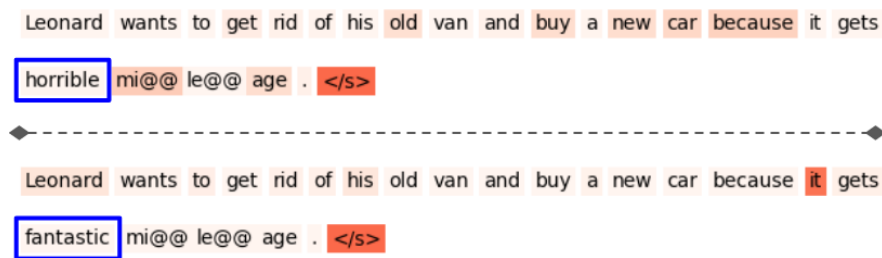 Leonard wants to get rid of his old van and buy a new car because it gets
horrible mi@@ le@@ age . </s>
Leonard wants to get rid of his old van and buy a new car because it gets
fantastic mi@@ le@@ age . </s>